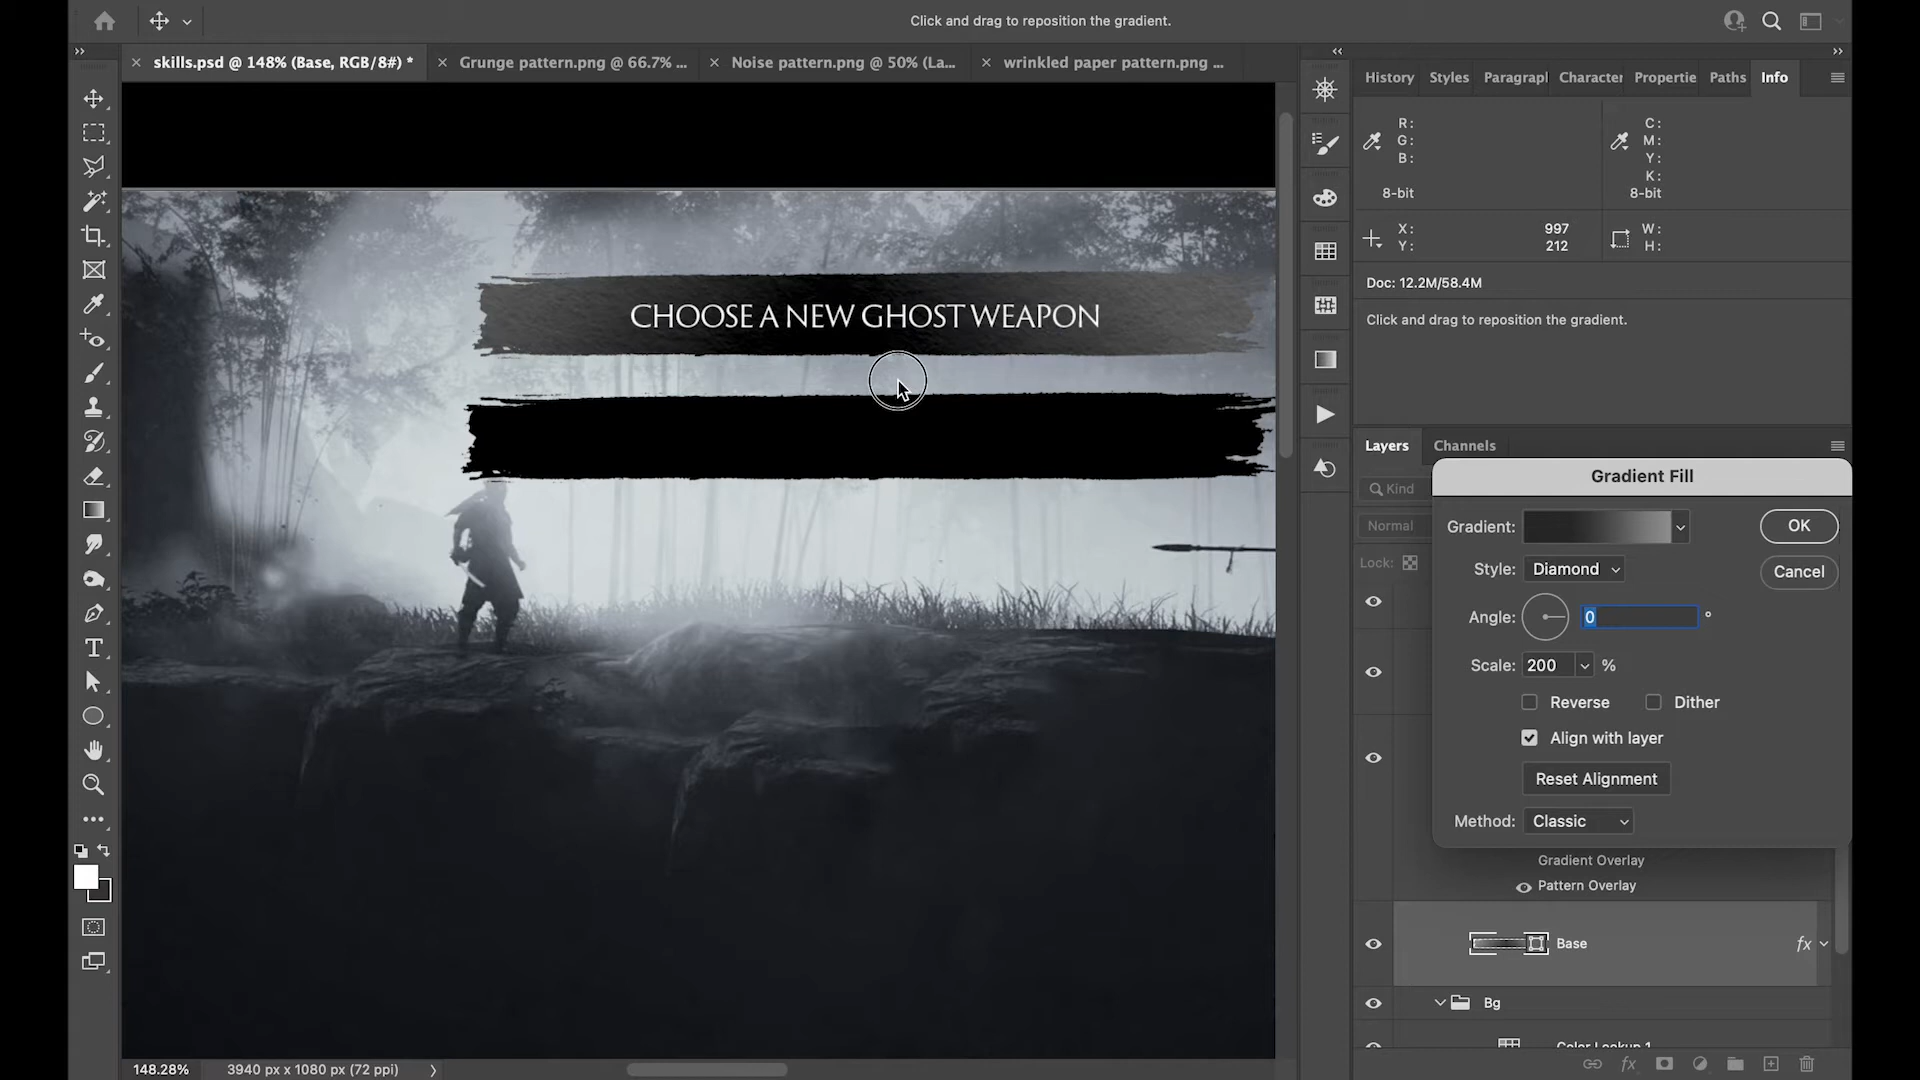 Click and drag to reposition the gradient.
skills.psd @ 148% (Base, RGB/8#) *
Grunge pattern.png @ 66.7% ...
Noise pattern.png @ 50% (La...
wrinkled paper pattern.png ...
History
Styles
Paragrapl
Character
Propertie
Paths
Info
R:
G:
B:
8-bit
C:
M:
Y:
K:
8-bit
X: 997
Y: 212
W:
H:
Doc: 12.2M/58.4M
Click and drag to reposition the gradient.
CHOOSE A NEW GHOST WEAPON
Layers
Channels
Kind
Normal
Lock:
Gradient Fill
Gradient:
OK
Style: Diamond
Cancel
Angle: 0 °
Scale: 200 %
Reverse
Dither
Align with layer
Reset Alignment
Method: Classic
Gradient Overlay
Pattern Overlay
Base
fx
Bg
Color Lookup 1
fx
148.28%
3940 px x 1080 px (72 ppi)